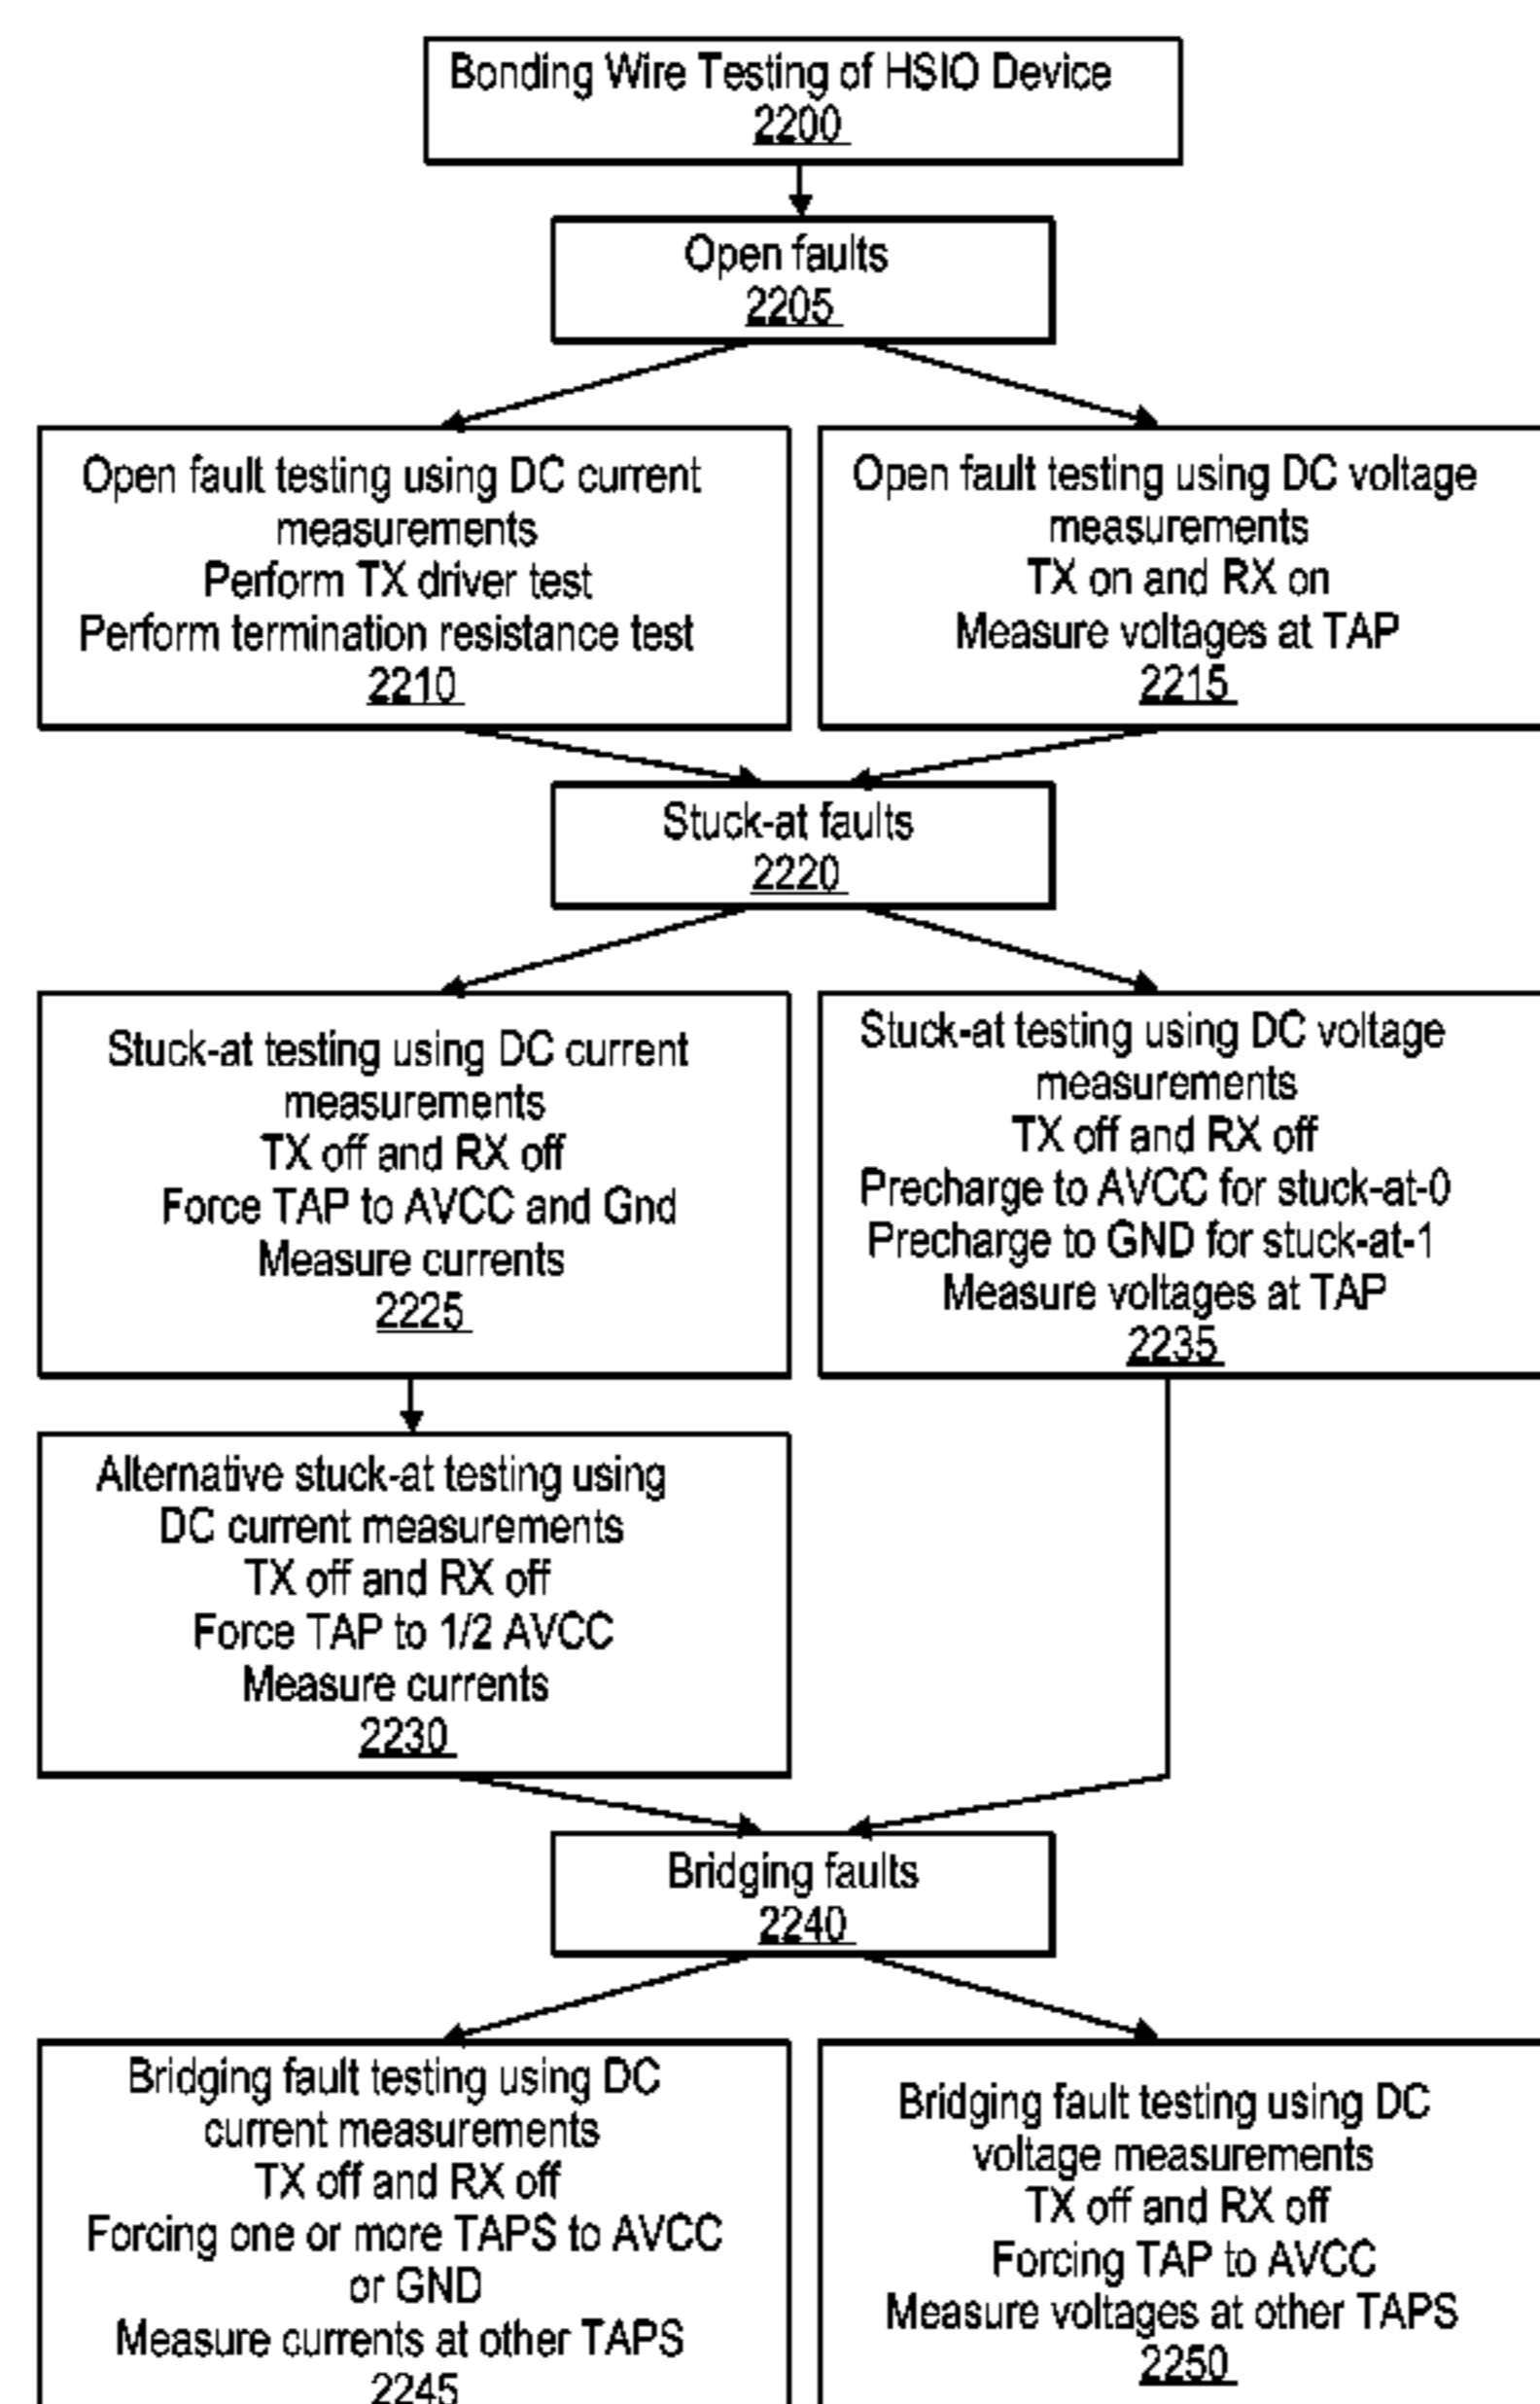 Bonding Wire Testing of HSIO Device
2200
Open faults
2205
Open fault testing using DC current
measurements
Perform TX driver test
Perform termination resistance test
2210
Open fault testing using DC voltage
measurements
TX on and RX on
Measure voltages at TAP
2215
Stuck-at faults
2220
Stuck-at testing using DC current
measurements
TX off and RX off
Force TAP to AVCC and Gnd
Measure currents
2225
Stuck-at testing using DC voltage
measurements
TX off and RX off
Precharge to AVCC for stuck-at-0
Precharge to GND for stuck-at-1
Measure voltages at TAP
2235
Alternative stuck-at testing using
DC current measurements
TX off and RX off
Force TAP to 1/2 AVCC
Measure currents
2230
Bridging faults
2240
Bridging fault testing using DC
current measurements
TX off and RX off
Forcing one or more TAPS to AVCC
or GND
Measure currents at other TAPS
2245
Bridging fault testing using DC
voltage measurements
TX off and RX off
Forcing TAP to AVCC
Measure voltages at other TAPS
2250